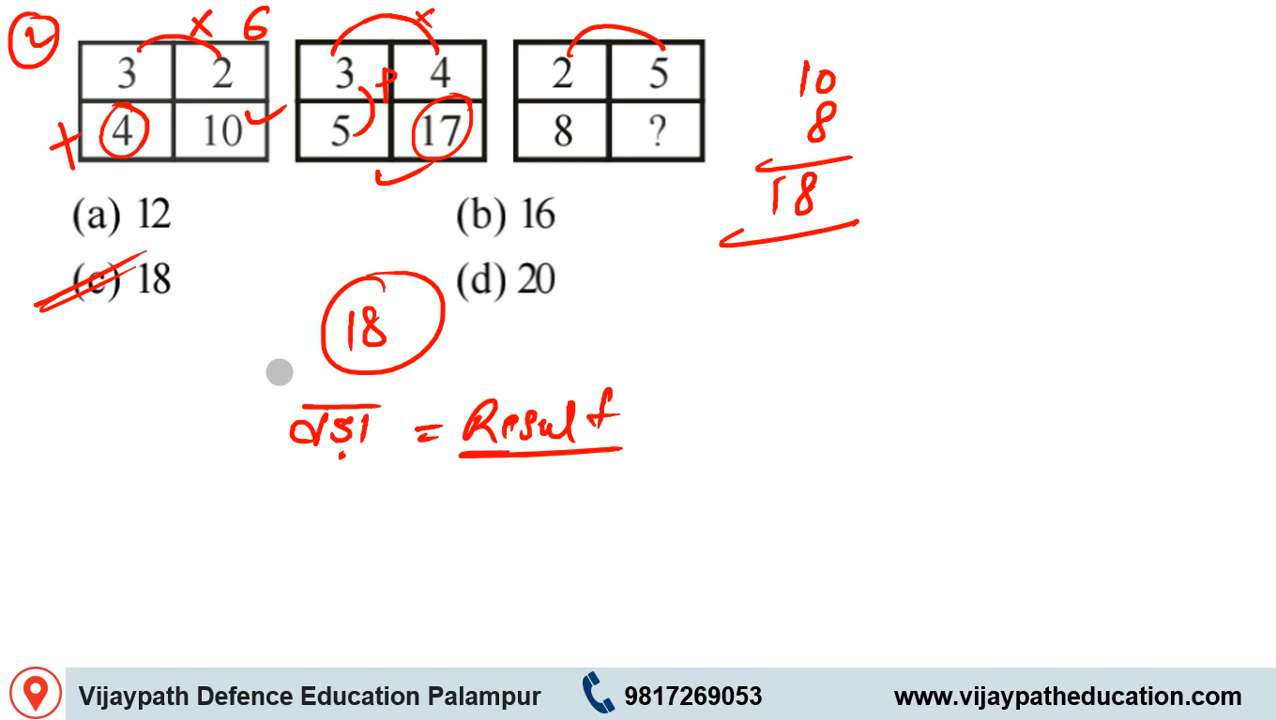 2 x 6
3 2 3 x 4 2 5
+ 4 10 5 + 17 8 ?
10
8
18
(a) 12 (b) 16
(c) 18 (d) 20
18
बड़ा = Result
Vijaypath Defence Education Palampur 9817269053 www.vijaypatheducation.com